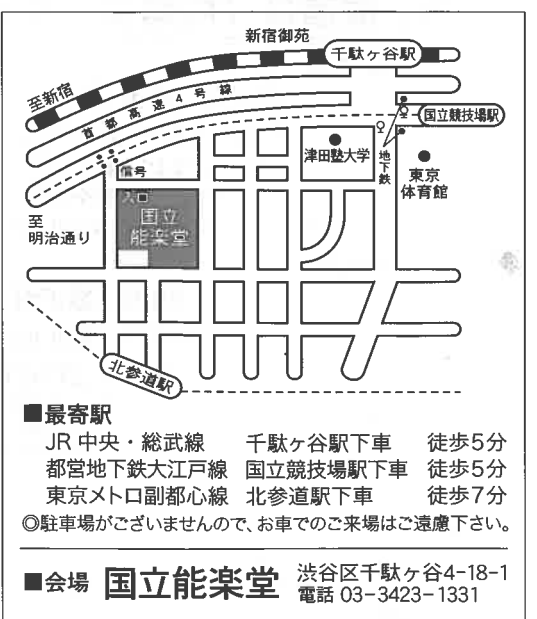 新宿御苑
千駄ヶ谷駅
至新宿
首都高速4号線
国立競技場駅
津田塾大学
地下鉄
東京
体育館
信号
入口
国立
能楽堂
至
明治通り
北参道駅
■最寄駅
JR 中央・総武線 千駄ヶ谷駅下車 徒歩5分
都営地下鉄大江戸線 国立競技場駅下車 徒歩5分
東京メトロ副都心線 北参道駅下車 徒歩7分
◎駐車場がございませんので、お車でのご来場はご遠慮下さい。
■会場 国立能楽堂 渋谷区千駄ヶ谷4-18-1
電話 03-3423-1331